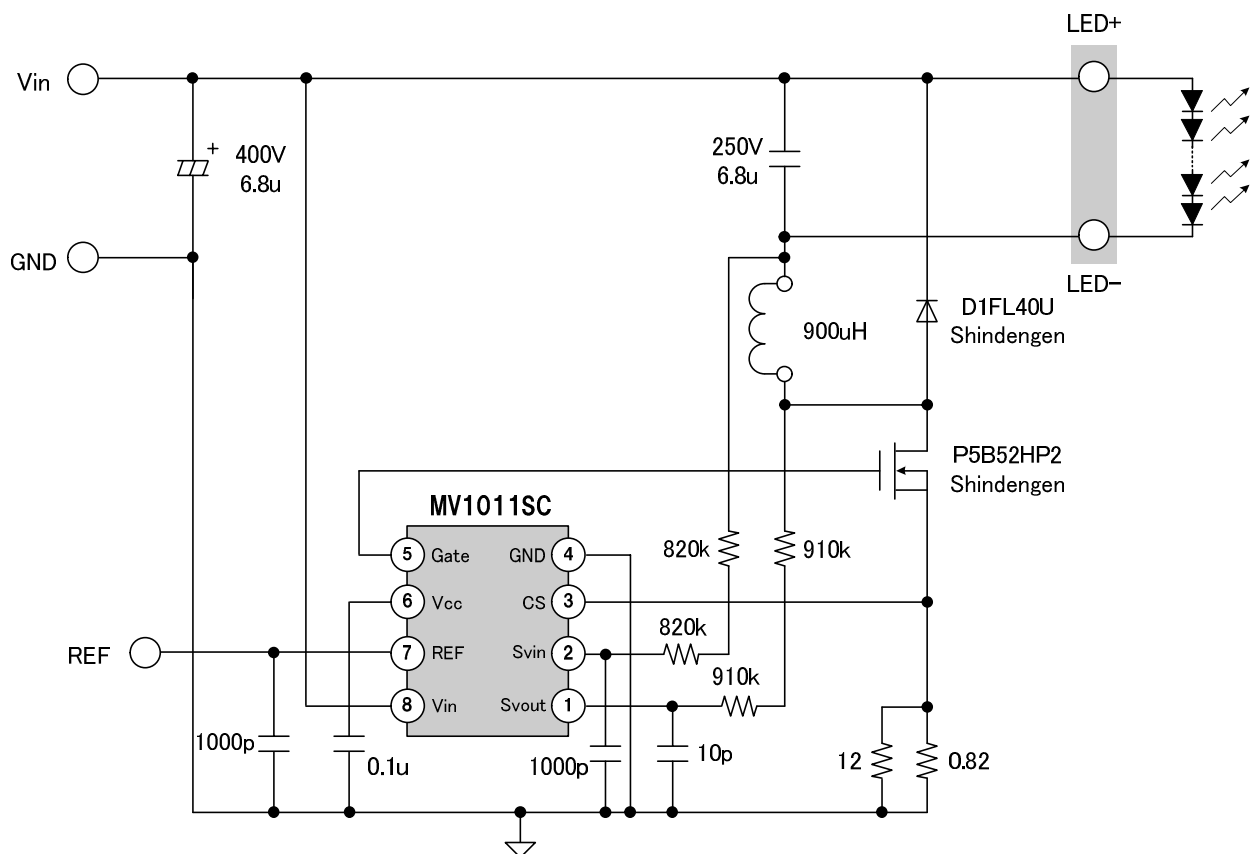 LED+
Vin
+
400V
6.8u
250V
6.8u
GND
LED-
D1FL40U
Shindengen
900uH
P5B52HP2
Shindengen
MV1011SC
5 Gate GND 4
820k
910k
6 Vcc CS 3
820k
REF
7 REF Svin 2
910k
8 Vin Svout 1
1000p
0.1u
1000p
10p
12
0.82